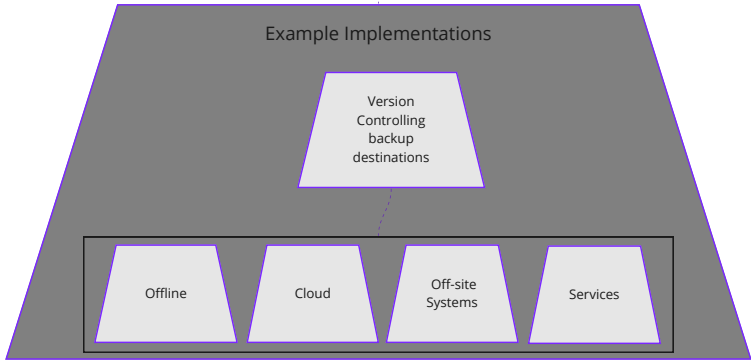 Example Implementations
Version
Controlling
backup
destinations
Offline
Cloud
Off-site
Systems
Services